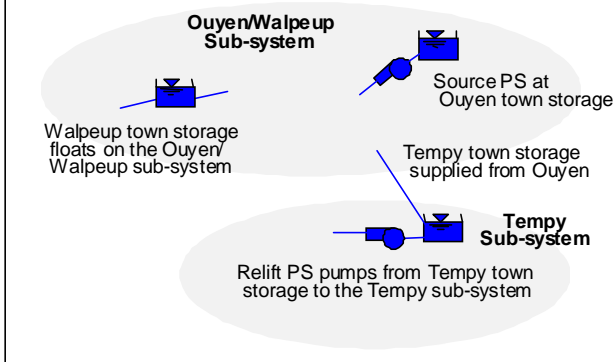 Ouyen/Walpeup
Sub-system
Source PS at
Ouyen town storage
Walpeup town storage
floats on the Ouyen/
Walpeup sub-system
Tempy town storage
supplied from Ouyen
Tempy
Sub-system
Relift PS pumps from Tempy town
storage to the Tempy sub-system